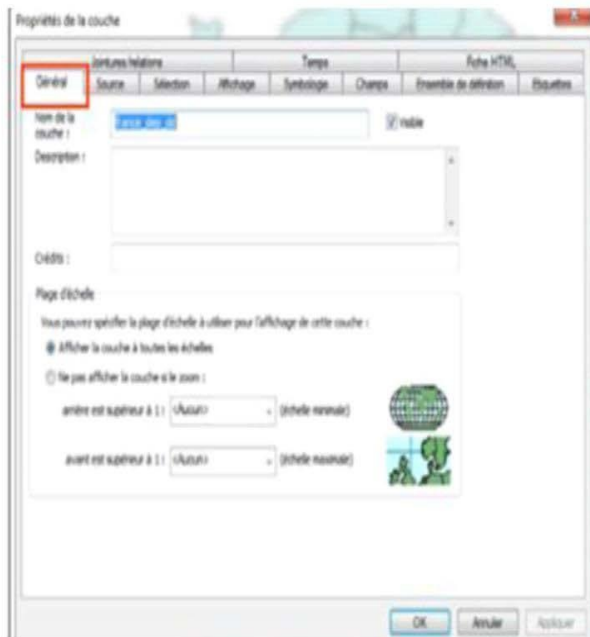 Propriétés de la couche
Jointures/relations Temps Fiche HTML
Général Source Sélection Affichage Symbologie Champs Ensemble de définition Etiquettes
Nom de la couche : Visible
Description :
Crédits :
Plage d'échelle
Vous pouvez spécifier la plage d'échelle à utiliser pour l'affichage de cette couche :
Afficher la couche à toutes les échelles
Ne pas afficher la couche si le zoom :
arrière est supérieur à 1 : <Aucun> (échelle minimale)
avant est supérieur à 1 : <Aucun> (échelle maximale)
OK Annuler Appliquer